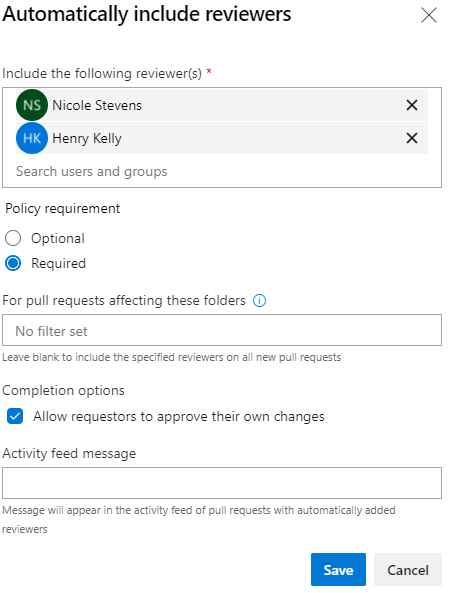 Automatically include reviewers
Include the following reviewer(s) *
NS Nicole Stevens
HK Henry Kelly
Search users and groups
Policy requirement
Optional
Required
For pull requests affecting these folders
No filter set
Leave blank to include the specified reviewers on all new pull requests
Completion options
Allow requestors to approve their own changes
Activity feed message
Message will appear in the activity feed of pull requests with automatically added
reviewers
Save Cancel